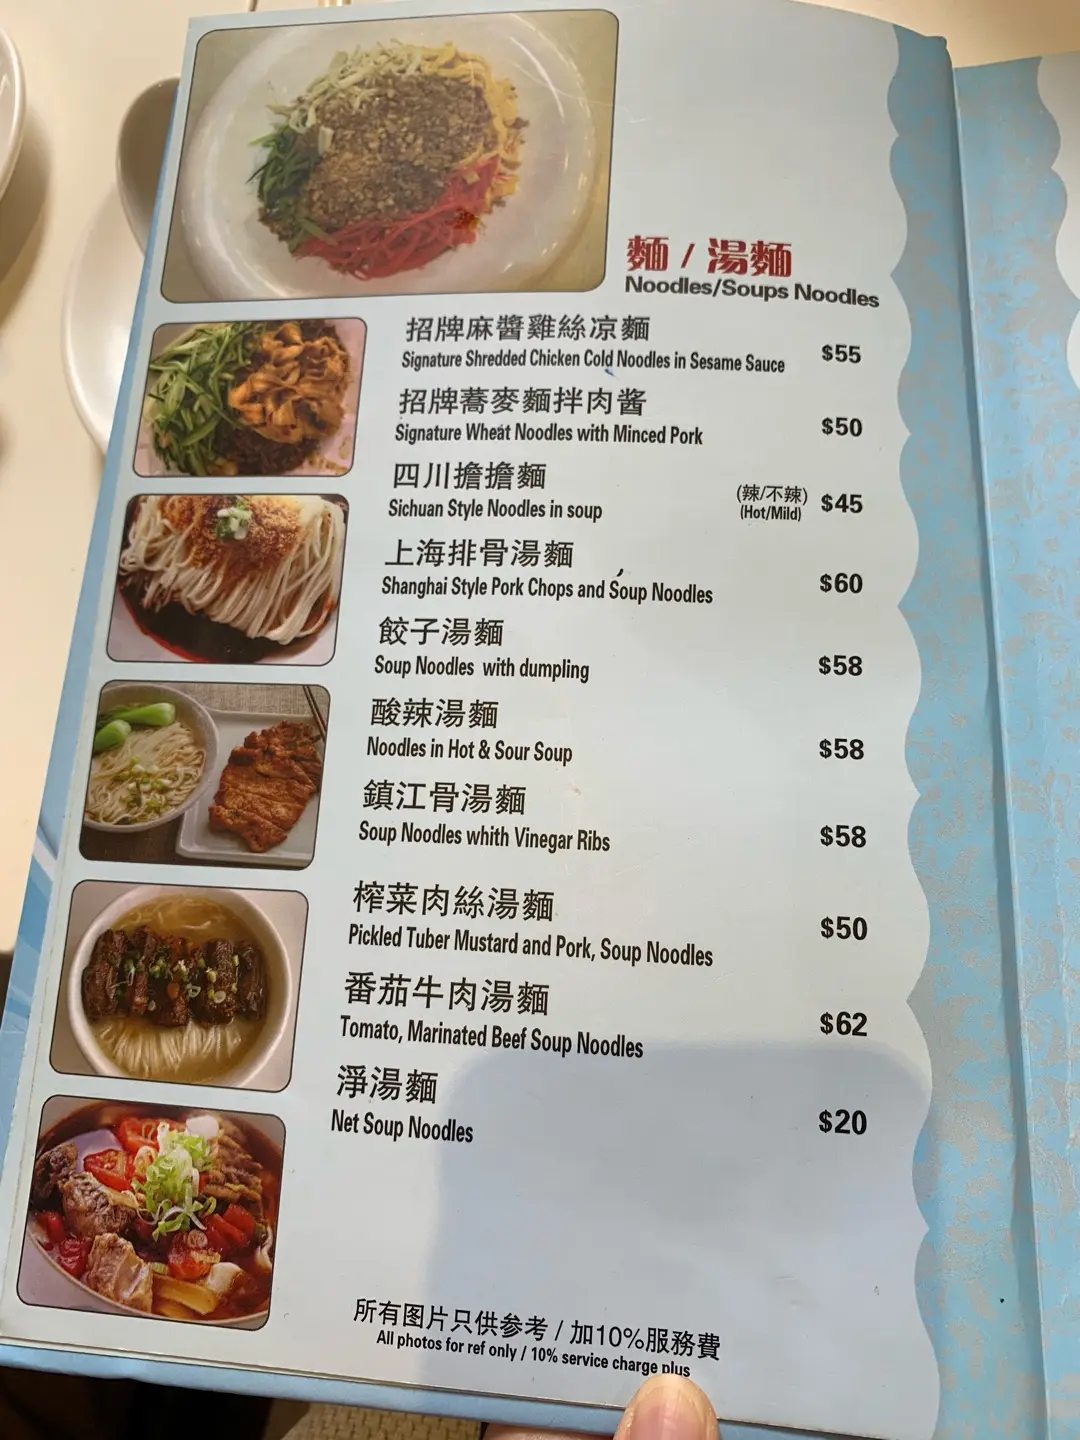 麵 / 湯麵
Noodles/Soups Noodles
招牌麻醬雞絲凉麵
Signature Shredded Chicken Cold Noodles in Sesame Sauce $55
招牌蕎麥麵拌肉酱
Signature Wheat Noodles with Minced Pork $50
四川擔擔麵 (辣/不辣)
Sichuan Style Noodles in soup (Hot/Mild) $45
上海排骨湯麵
Shanghai Style Pork Chops and Soup Noodles $60
餃子湯麵
Soup Noodles with dumpling $58
酸辣湯麵
Noodles in Hot & Sour Soup $58
鎮江骨湯麵
Soup Noodles whith Vinegar Ribs $58
榨菜肉絲湯麵
Pickled Tuber Mustard and Pork, Soup Noodles $50
番茄牛肉湯麵
Tomato, Marinated Beef Soup Noodles $62
淨湯麵
Net Soup Noodles $20
所有图片只供参考 / 加10%服務費
All photos for ref only / 10% service charge plus